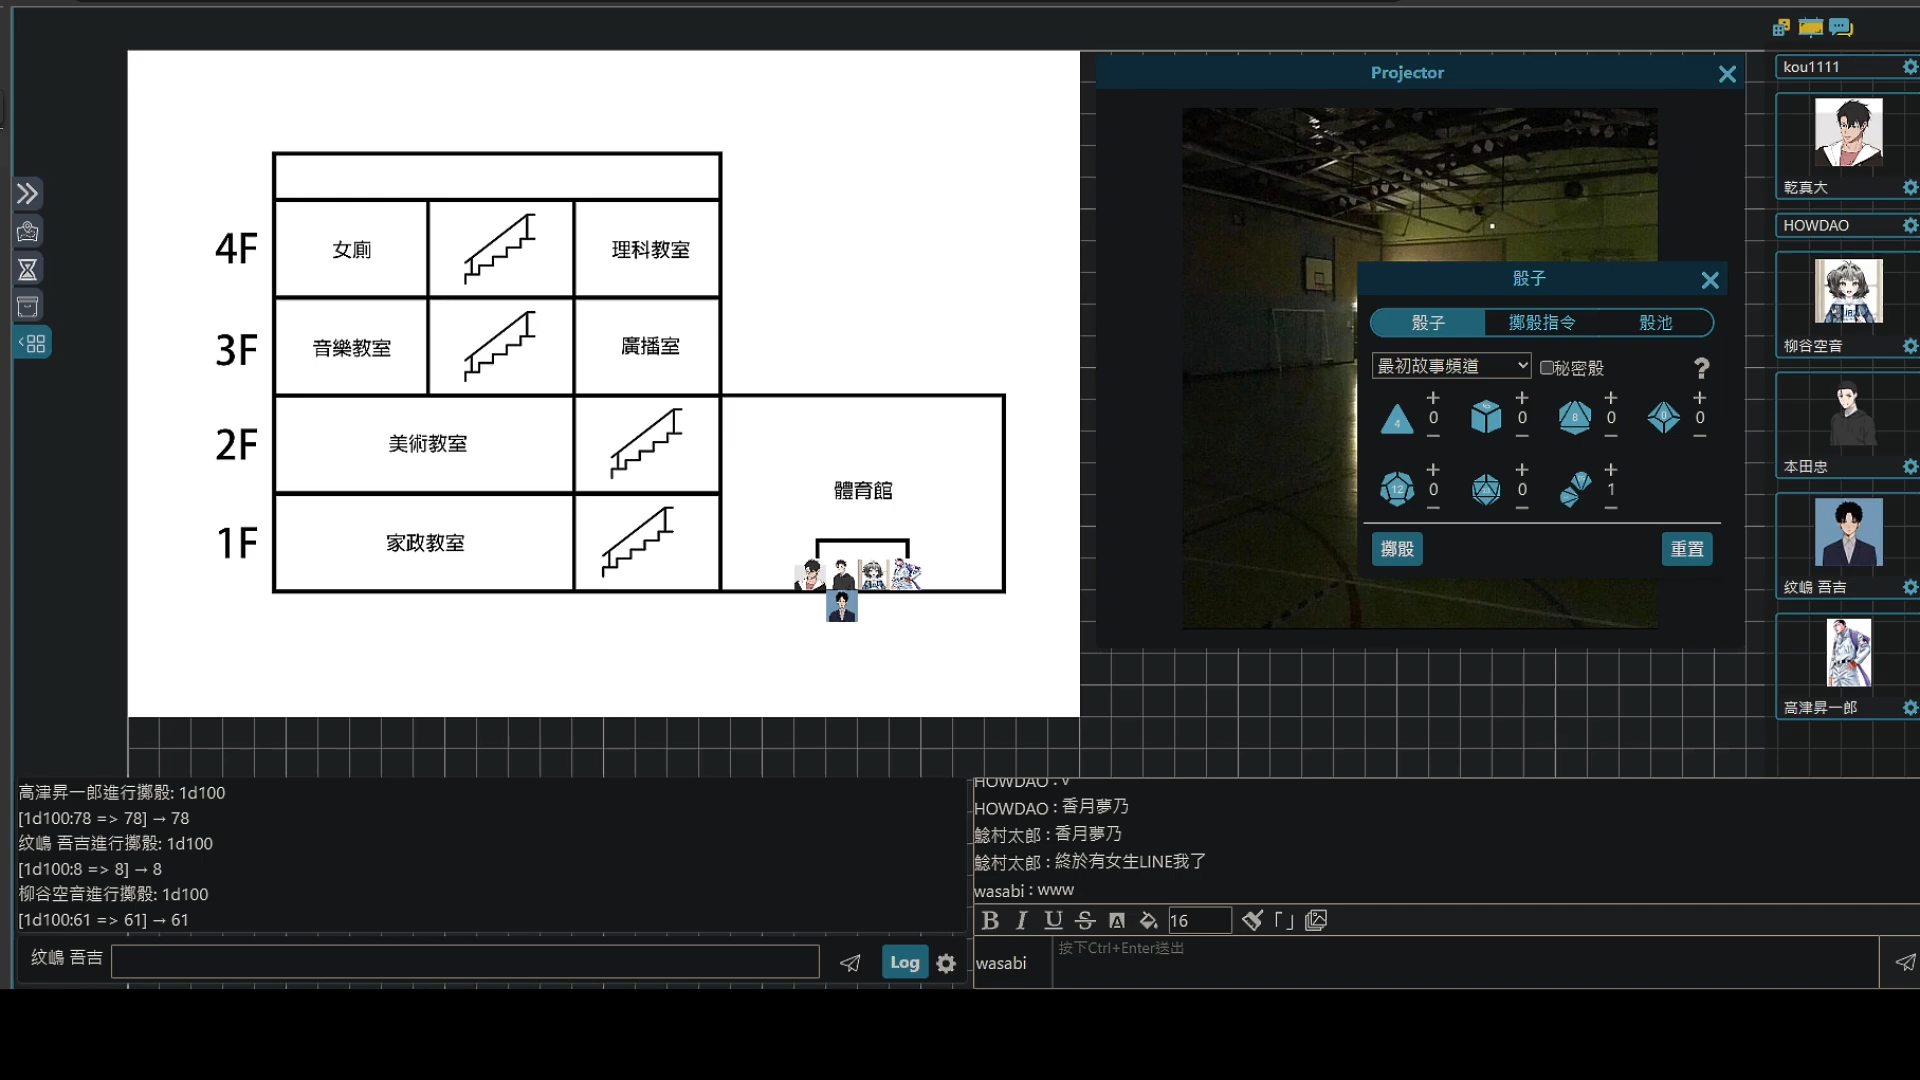 Projector
kou1111
乾真大
HOWDAO
柳谷空音
本田忠
纹嶋 吾吉
高津昇一郎
4F
女廁
理科教室
3F
音樂教室
廣播室
2F
美術教室
體育館
1F
家政教室
骰子
骰子
擲骰指令
骰池
最初故事頻道
秘密骰
?
+ + + +
4 0 6 0 8 0 0 0
+ + +
12 0 0 1
擲骰
重置
高津昇一郎進行擲骰: 1d100
[1d100:78 => 78] → 78
纹嶋 吾吉進行擲骰: 1d100
[1d100:8 => 8] → 8
柳谷空音進行擲骰: 1d100
[1d100:61 => 61] → 61
纹嶋 吾吉
Log
HOWDAO : v
HOWDAO : 香月夢乃
鯰村太郎 : 香月夢乃
鯰村太郎 : 終於有女生LINE我了
wasabi : www
B I U S A 16 「」
wasabi
按下Ctrl+Enter送出